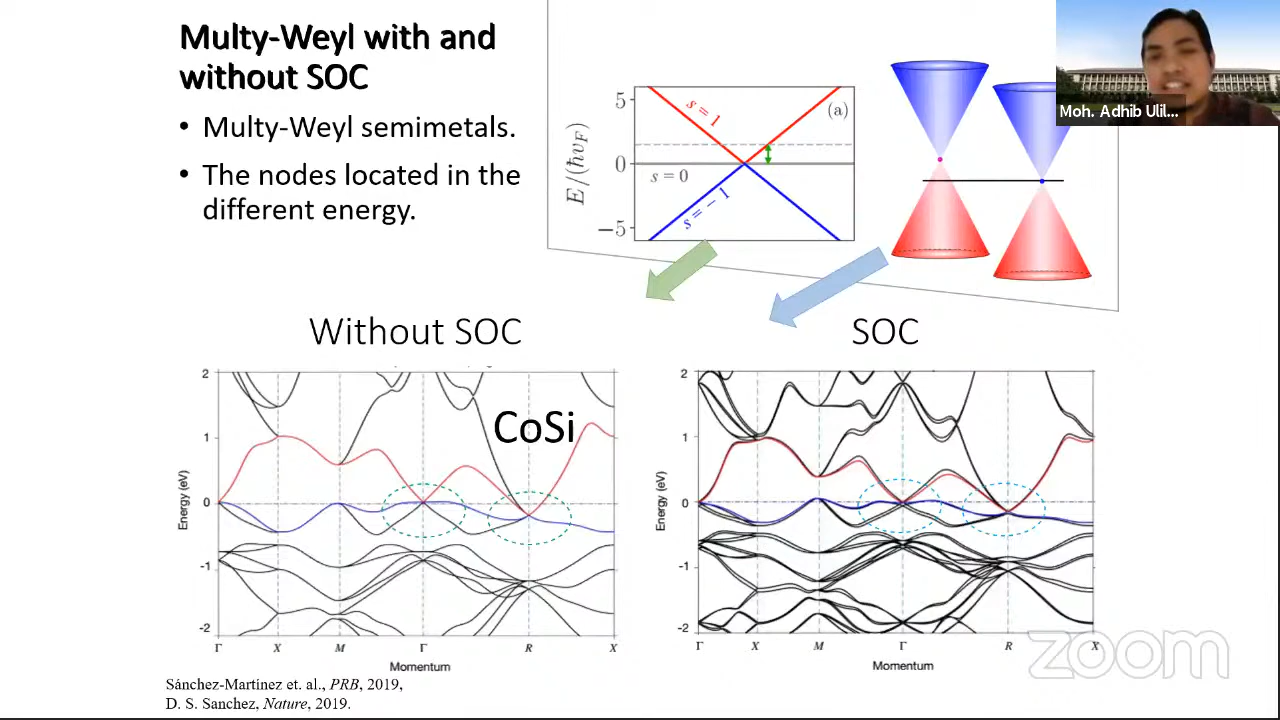 Multy-Weyl with and
without SOC
• Multy-Weyl semimetals.
• The nodes located in the
different energy.
5
0
−5
E/(ħv_F)
s = 1
(a)
s = 0
s = − 1
Moh. Adhib Ulil...
Without SOC
SOC
CoSi
2
1
0
-1
-2
Energy (eV)
Γ X M Γ R X
Momentum
2
1
0
-1
-2
Energy (eV)
Γ X M Γ R X
Momentum
zoom
Sánchez-Martínez et. al., PRB, 2019,
D. S. Sanchez, Nature, 2019.